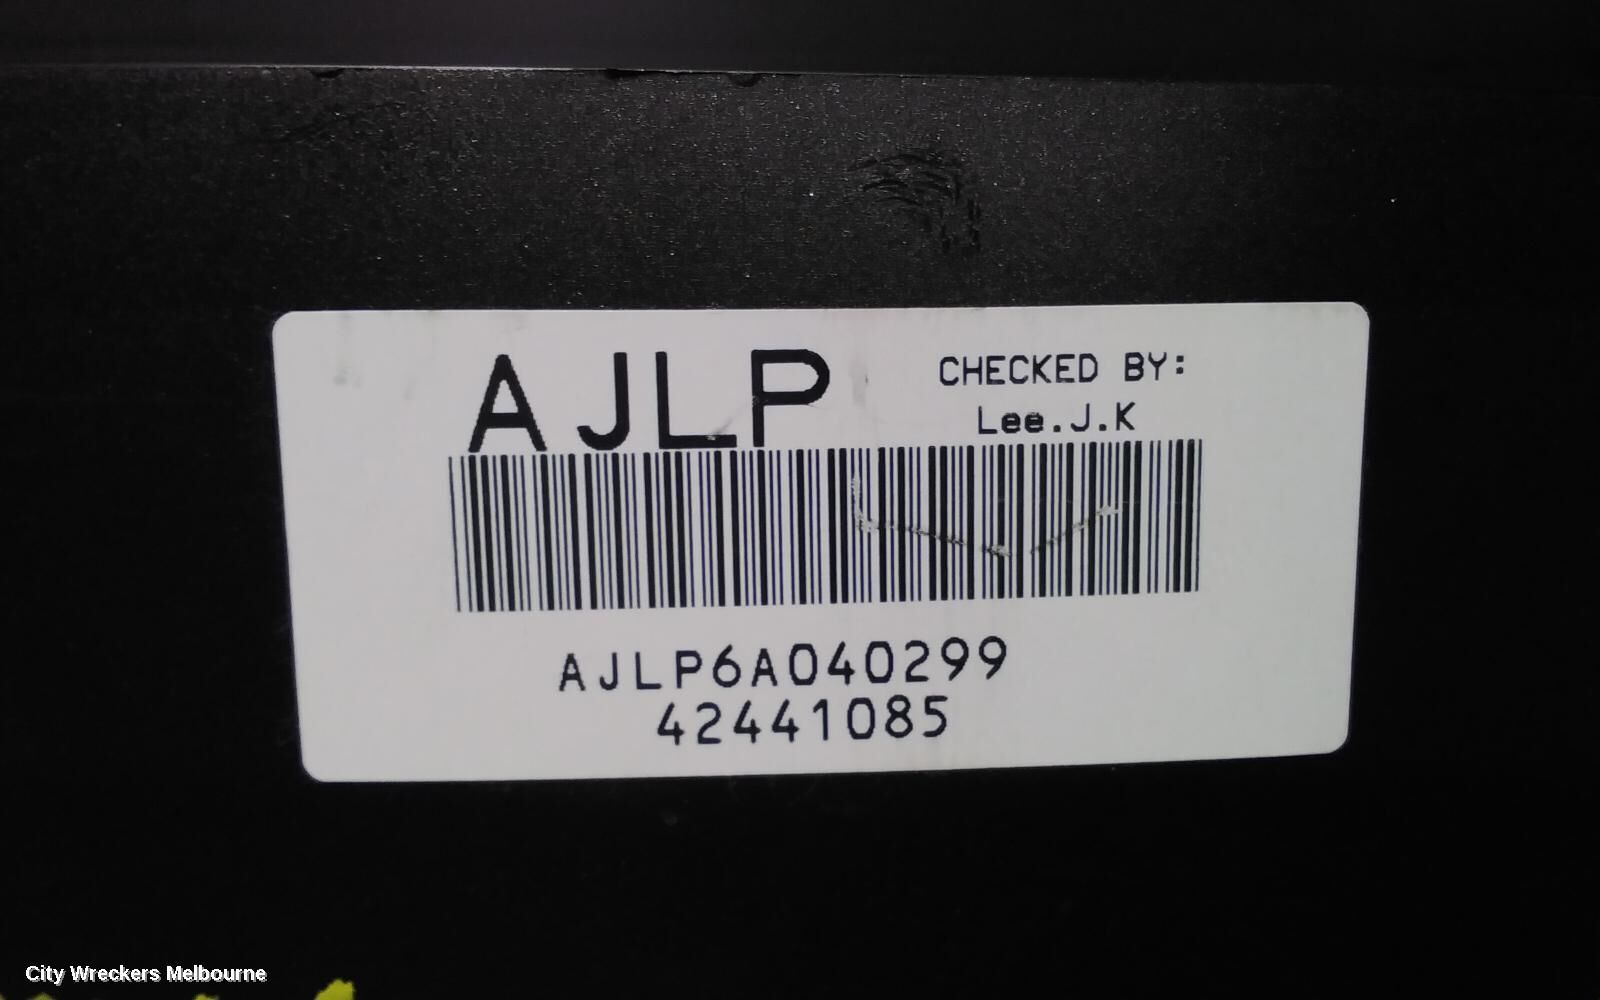 AJLP
CHECKED BY:
Lee.J.K
AJLP6A040299
42441085
City Wreckers Melbourne